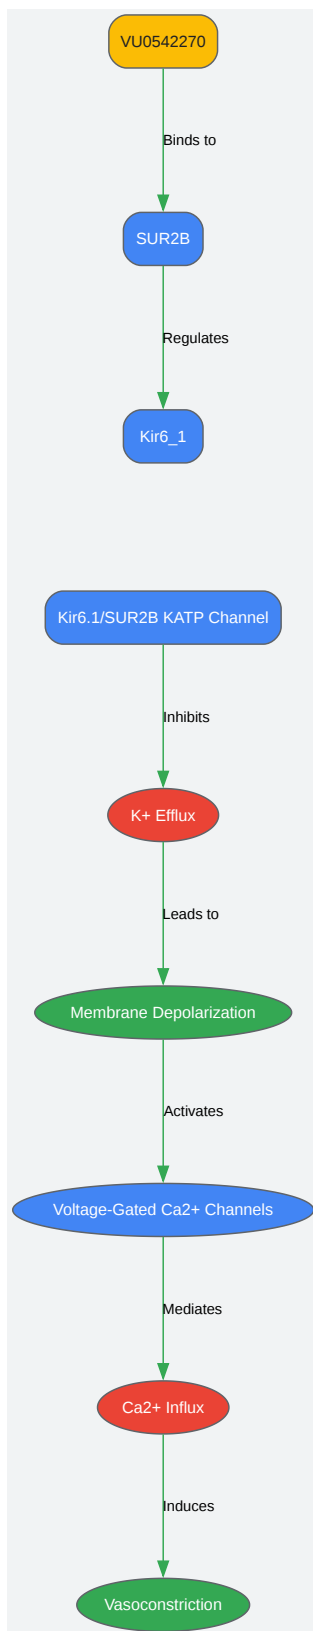 VU0542270
Binds to
SUR2B
Regulates
Kir6_1
Kir6.1/SUR2B KATP Channel
Inhibits
K+ Efflux
Leads to
Membrane Depolarization
Activates
Voltage-Gated Ca2+ Channels
Mediates
Ca2+ Influx
Induces
Vasoconstriction